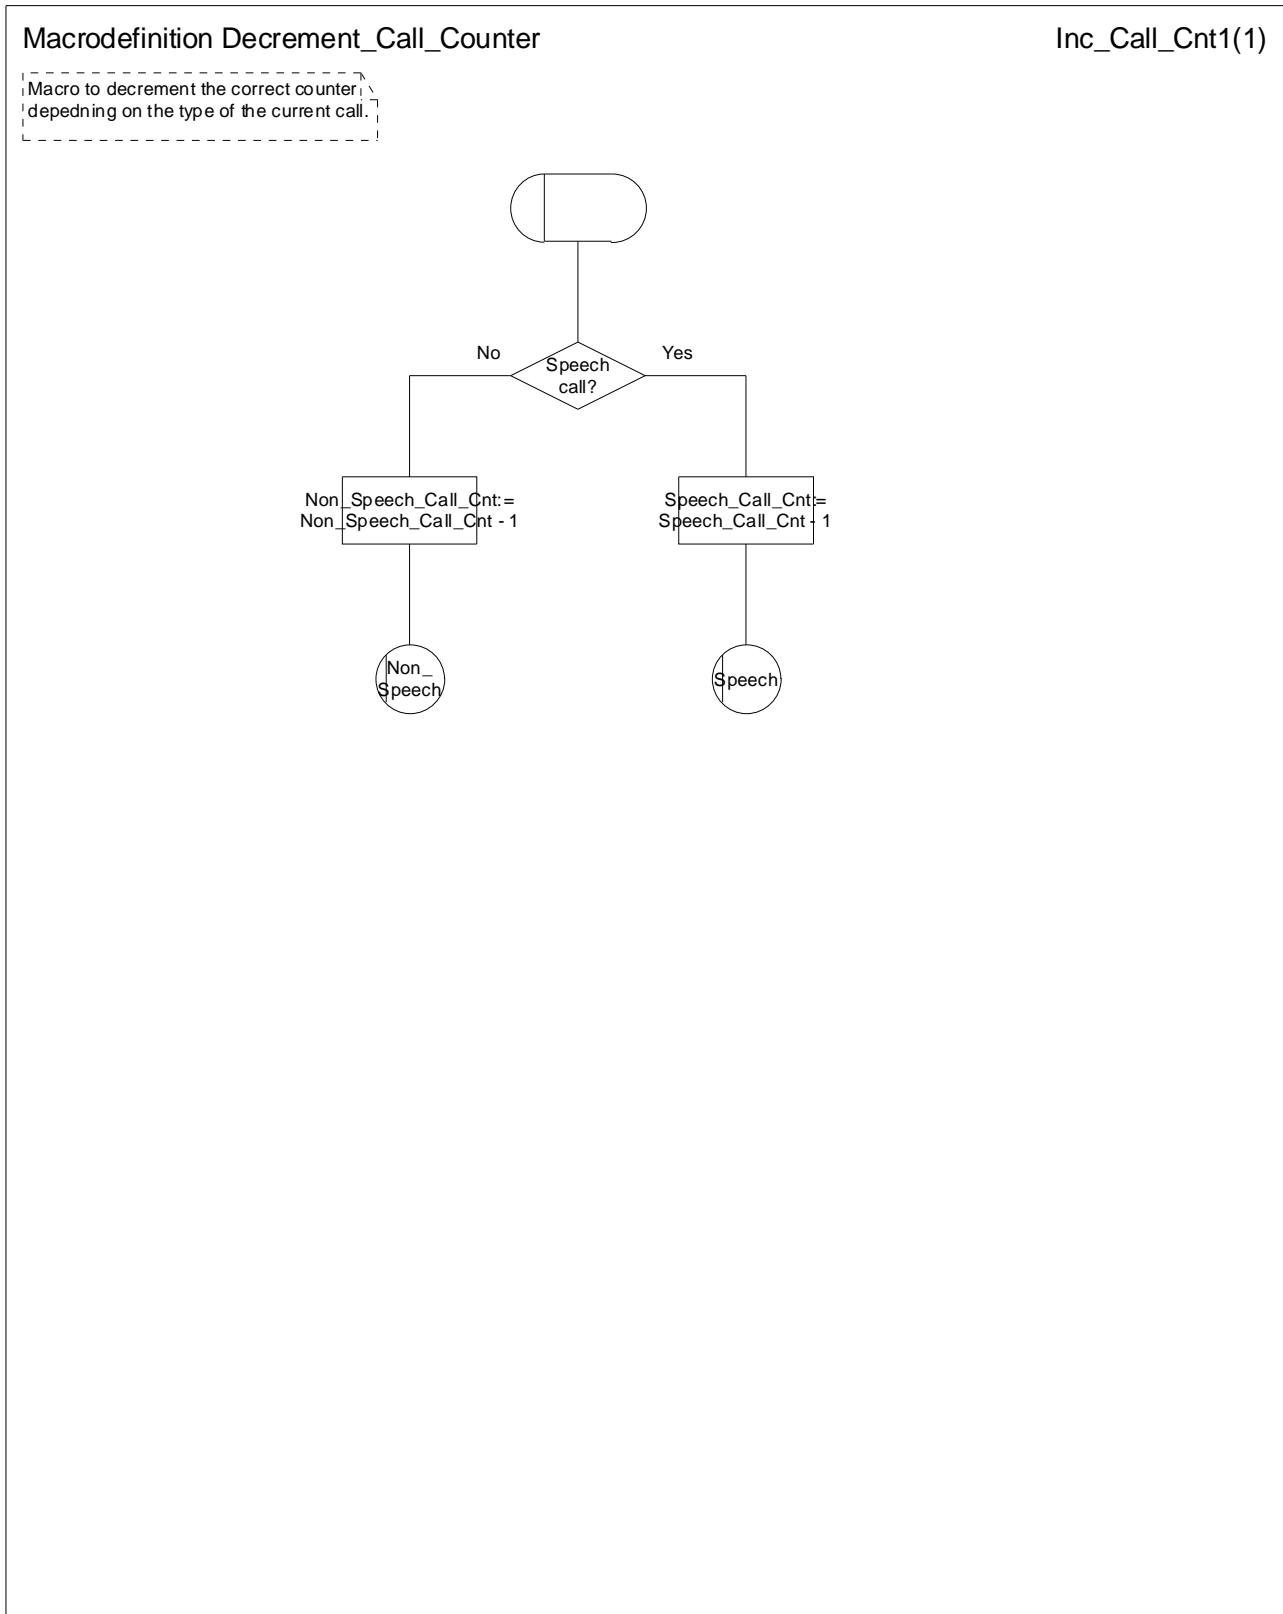 Macrodefinition Decrement_Call_Counter
Inc_Call_Cnt1(1)
Macro to decrement the correct counter
depedning on the type of the current call.
No
Yes
Speech
call?
Non_Speech_Call_Cnt:=
Non_Speech_Call_Cnt - 1
Speech_Call_Cnt:=
Speech_Call_Cnt - 1
Non_
Speech
Speech